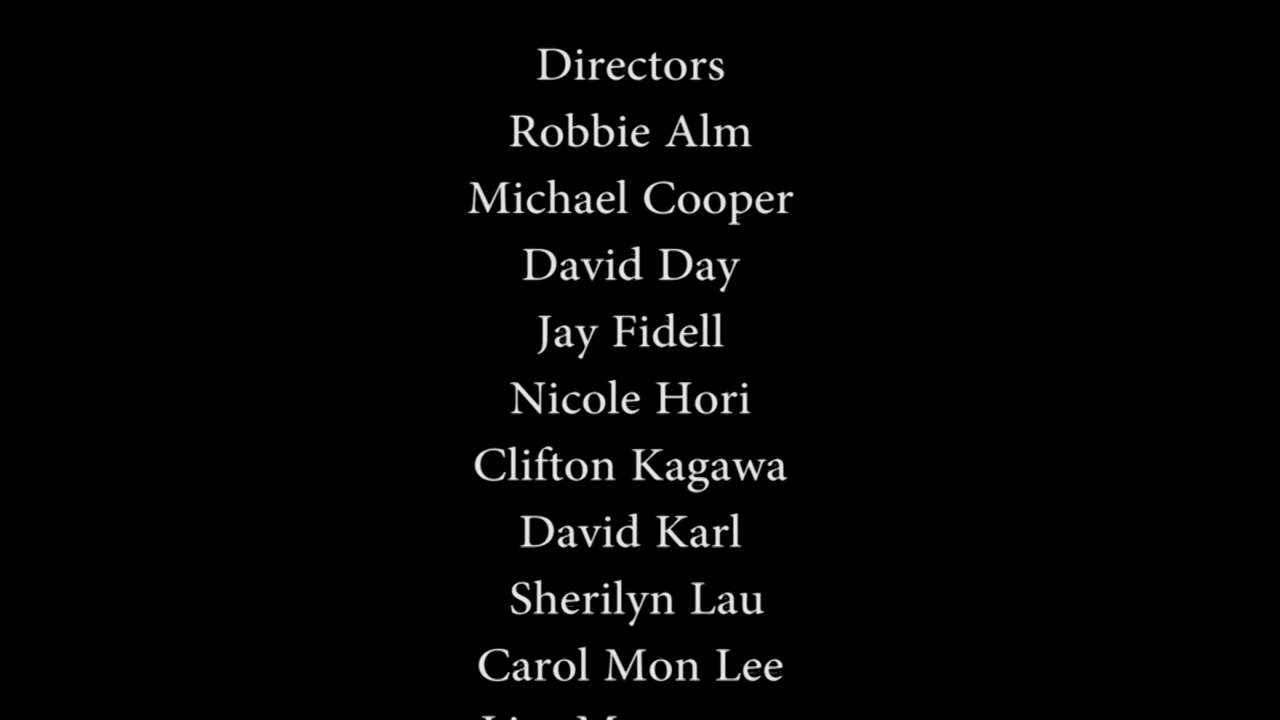 Directors
Robbie Alm
Michael Cooper
David Day
Jay Fidell
Nicole Hori
Clifton Kagawa
David Karl
Sherilyn Lau
Carol Mon Lee